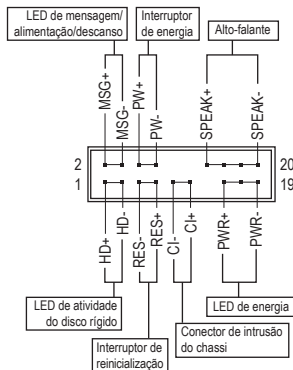 LED de mensagem/
alimentação/descanso
Interruptor
de energia
Alto-falante
MSG+
MSG-
PW+
PW-
SPEAK+
SPEAK-
2
20
1
19
HD+
HD-
RES-
RES+
CI-
CI+
PWR+
PWR-
LED de atividade
do disco rígido
LED de energia
Interruptor de
reinicialização
Conector de intrusão
do chassi